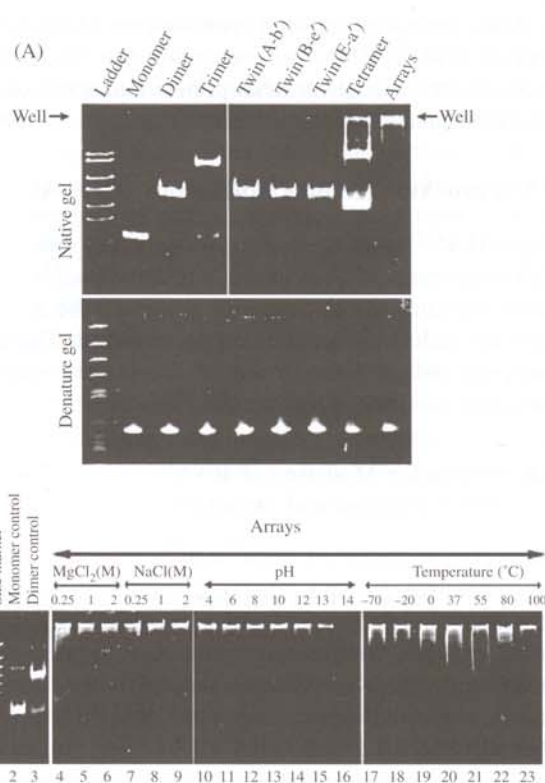 (A)
Ladder Monomer Dimer Trimer Twin(A-b′) Twin(B-e′) Twin(E-a′) Tetramer Arrays
Well→ ←Well
Native gel
Denature gel
Monomer control
Dimer control
Arrays
MgCl₂(M) NaCl(M) pH Temperature (˚C)
0.25 1 2 0.25 1 2 4 6 8 10 12 13 14 −70 −20 0 37 55 80 100
2 3 4 5 6 7 8 9 10 11 12 13 14 15 16 17 18 19 20 21 22 23